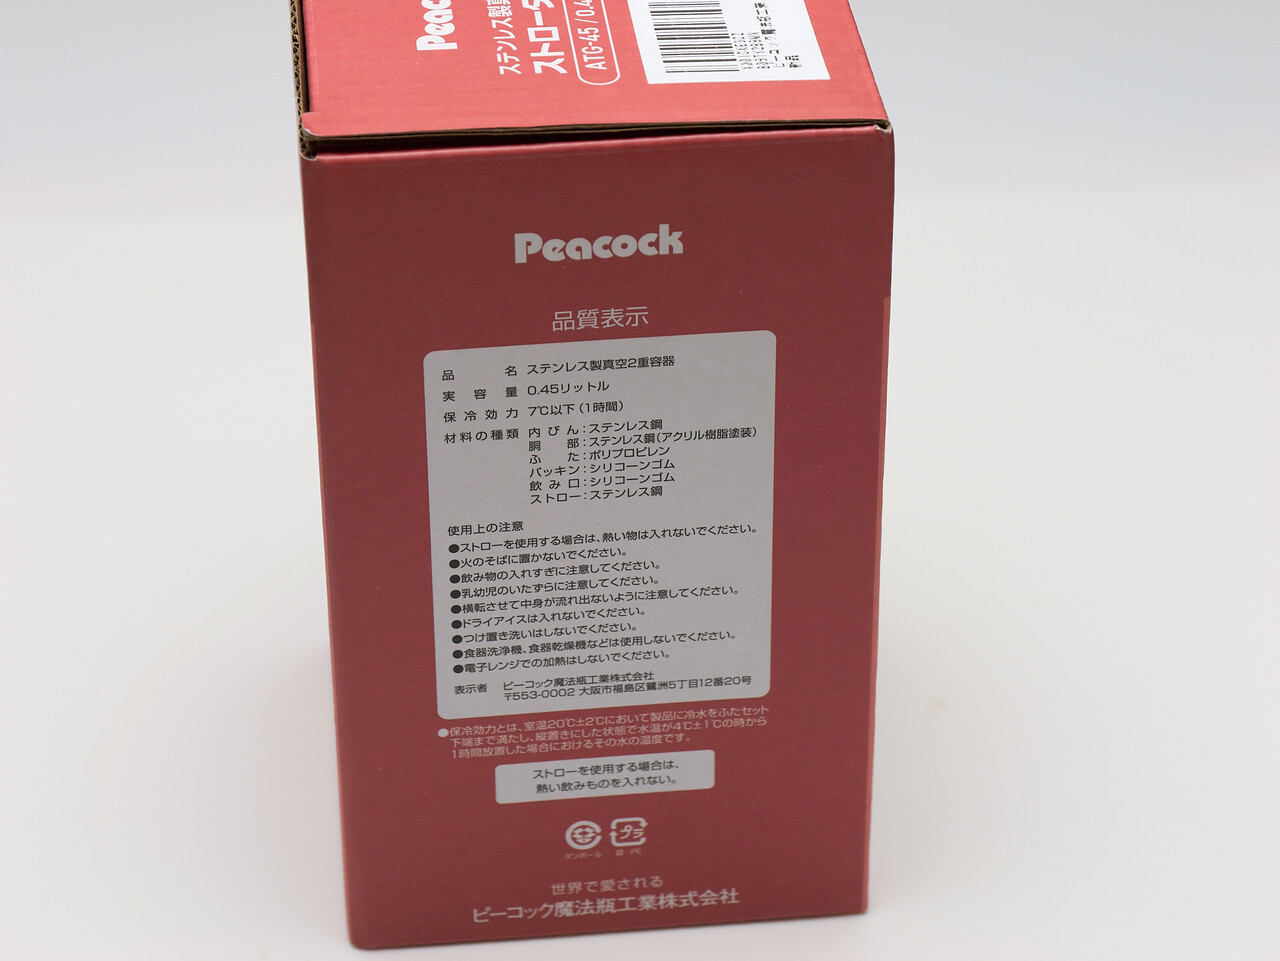 Peacock
ステンレス製真
ストロータ
ATG-45/0.4
ピーコック魔法瓶工業
Peacock
品質表示
品 名 ステンレス製真空2重容器
実容量 0.45リットル
保冷効力 7℃以下(1時間)
材料の種類 内びん:ステンレス鋼
胴 部:ステンレス鋼(アクリル樹脂塗装)
ふ た:ポリプロピレン
パッキン:シリコーンゴム
飲み口:シリコーンゴム
ストロー:ステンレス鋼
使用上の注意
●ストローを使用する場合は、熱い物は入れないでください。
●火のそばに置かないでください。
●飲み物の入れすぎに注意してください。
●乳幼児のいたずらに注意してください。
●横転させて中身が流れ出ないように注意してください。
●ドライアイスは入れないでください。
●つけ置き洗いはしないでください。
●食器洗浄機、食器乾燥機などは使用しないでください。
●電子レンジでの加熱はしないでください。
表示者 ピーコック魔法瓶工業株式会社
〒553-0002 大阪市福島区鷺洲5丁目12番20号
●保冷効力とは、室温20℃±2℃において製品に冷水をふたセット
下端まで満たし、縦置きにした状態で水温が4℃±1℃の時から
1時間放置した場合におけるその水の温度です。
ストローを使用する場合は、
熱い飲みものを入れない。
プラ
ダンボール 袋 PE
世界で愛される
ピーコック魔法瓶工業株式会社